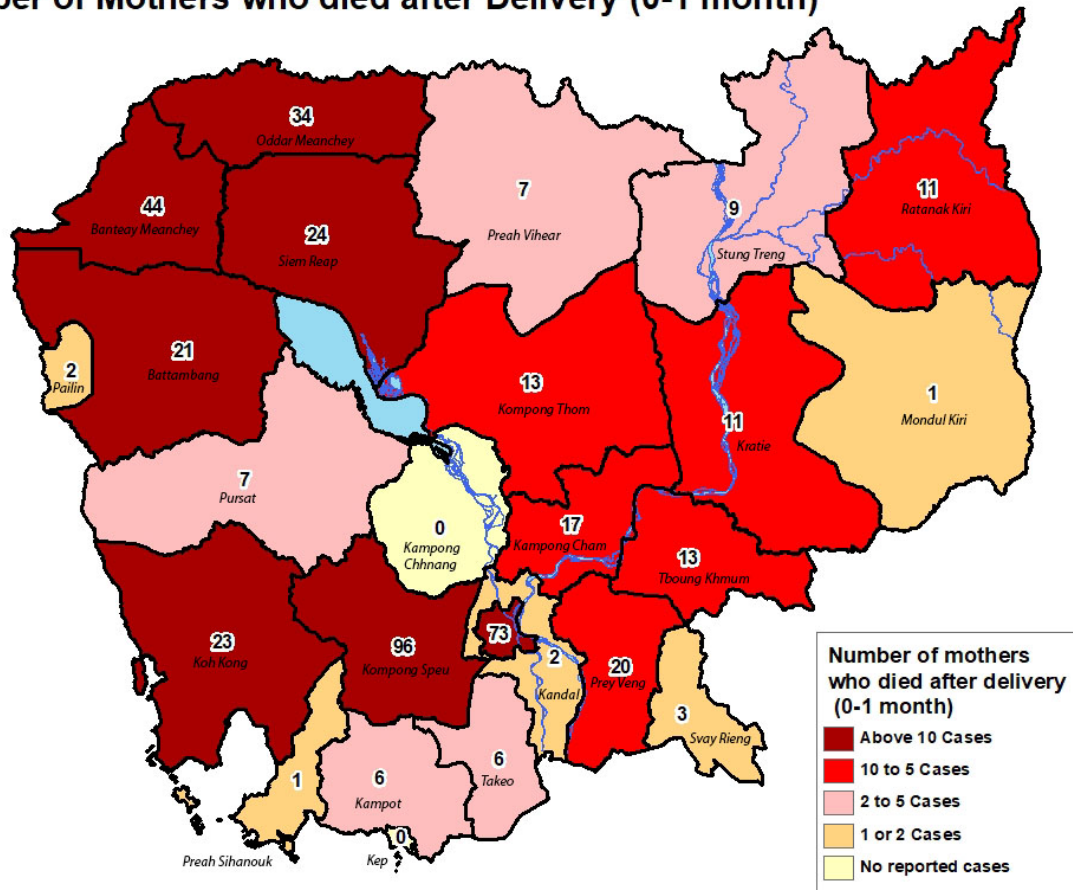 ber of Mothers who died after Delivery (0-1 month)
34
Oddar Meanchey
44
Banteay Meanchey
24
Siem Reap
7
Preah Vihear
9
Stung Treng
11
Ratanak Kiri
2
Pailin
21
Battambang
13
Kompong Thom
11
Kratie
1
Mondul Kiri
7
Pursat
0
Kampong
Chhnang
17
Kampong Cham
13
Tboung Khmum
23
Koh Kong
96
Kompong Speu
73
2
Kandal
20
Prey Veng
3
Svay Rieng
1
Preah Sihanouk
6
Kampot
6
Takeo
0
Kep
Number of mothers
who died after delivery
(0-1 month)
Above 10 Cases
10 to 5 Cases
2 to 5 Cases
1 or 2 Cases
No reported cases